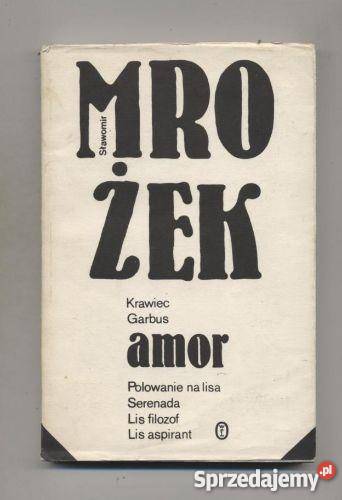 Sławomir
MRO
ŻEK
Krawiec
Garbus
amor
Polowanie na lisa
Serenada
Lis filozof
Lis aspirant
Sprzedajemy
.pl